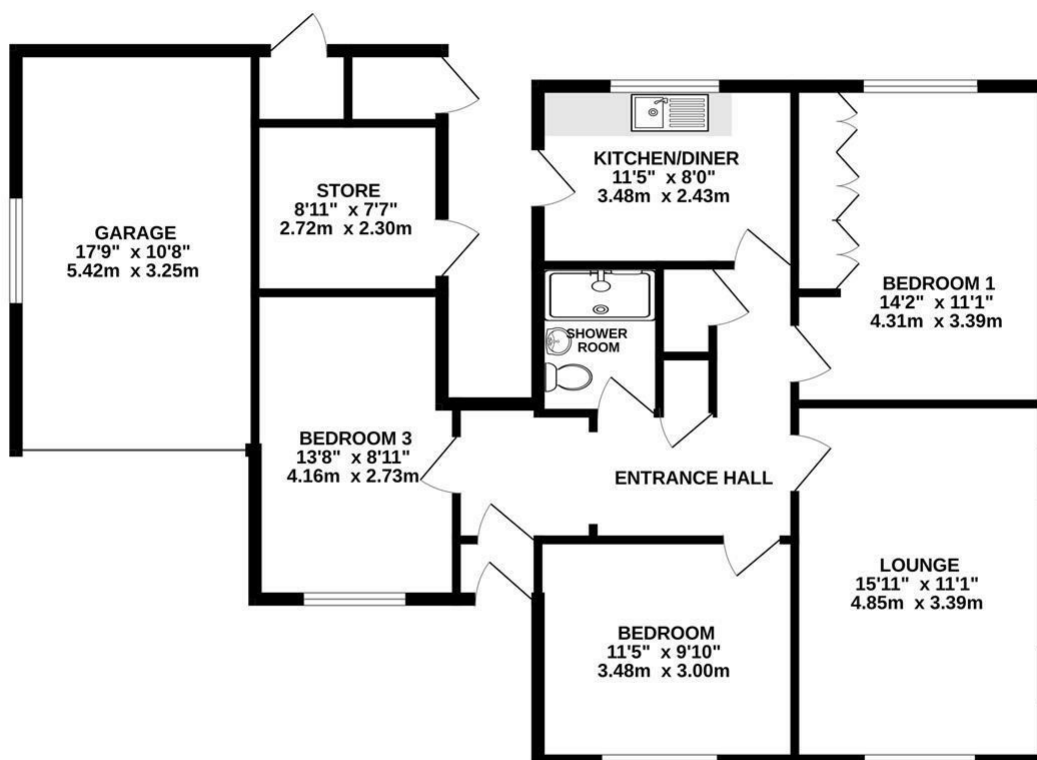 KITCHEN/DINER
11'5" x 8'0"
3.48m x 2.43m
STORE
8'11" x 7'7"
2.72m x 2.30m
GARAGE
17'9" x 10'8"
5.42m x 3.25m
BEDROOM 1
14'2" x 11'1"
4.31m x 3.39m
SHOWER
ROOM
BEDROOM 3
13'8" x 8'11"
4.16m x 2.73m
ENTRANCE HALL
LOUNGE
15'11" x 11'1"
4.85m x 3.39m
BEDROOM
11'5" x 9'10"
3.48m x 3.00m